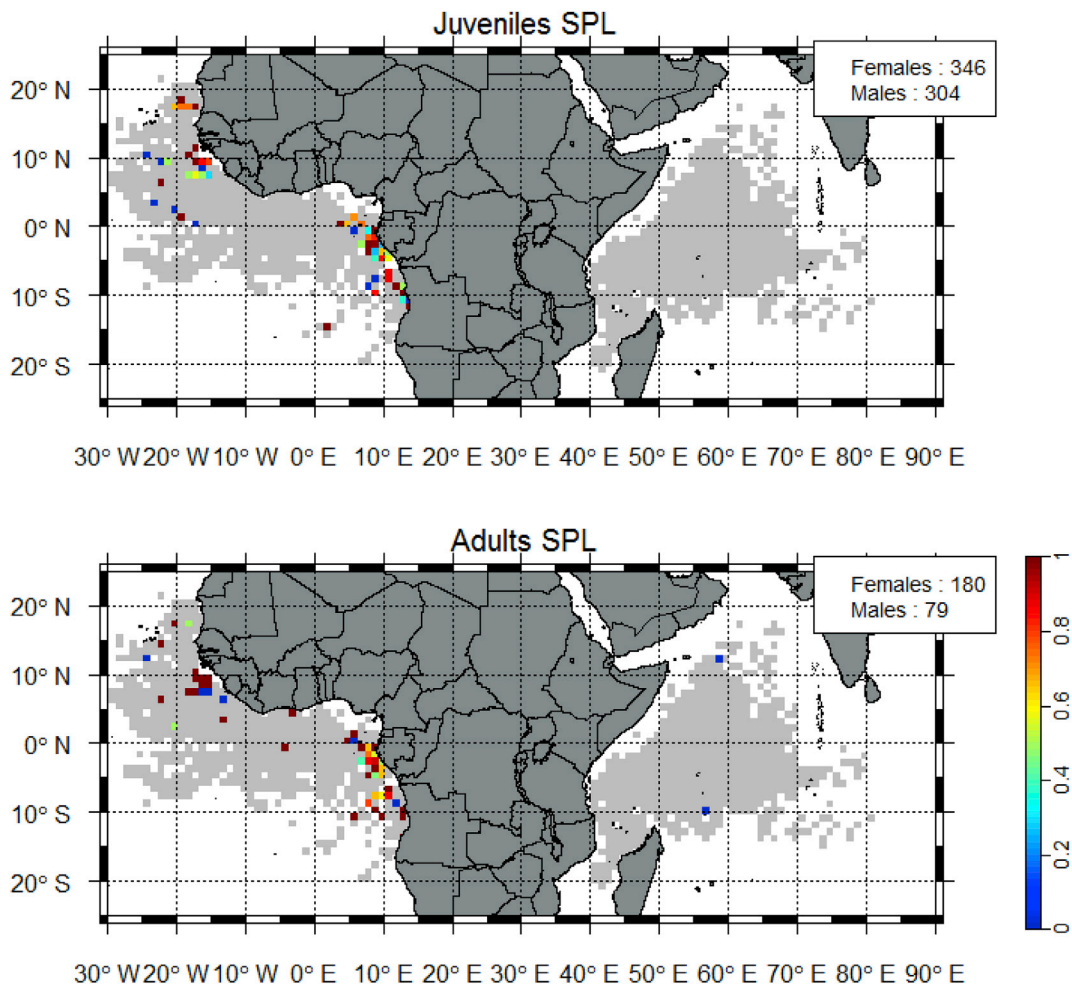 Juveniles SPL
Females : 346
Males : 304
20° N
10° N
0° N
10° S
20° S
30° W 20° W 10° W 0° E 10° E 20° E 30° E 40° E 50° E 60° E 70° E 80° E 90° E
Adults SPL
Females : 180
Males : 79
20° N
10° N
0° N
10° S
20° S
30° W 20° W 10° W 0° E 10° E 20° E 30° E 40° E 50° E 60° E 70° E 80° E 90° E
1
0.8
0.6
0.4
0.2
0